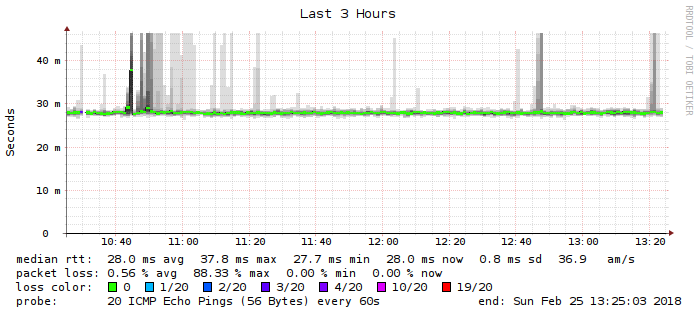 Last 3 Hours
RRDTOOL / TOBI OETIKER
Seconds
40 m
30 m
20 m
10 m
0
10:40 11:00 11:20 11:40 12:00 12:20 12:40 13:00 13:20
median rtt: 28.0 ms avg 37.8 ms max 27.7 ms min 28.0 ms now 0.8 ms sd 36.9 am/s
packet loss: 0.56 % avg 88.33 % max 0.00 % min 0.00 % now
loss color: 0 1/20 2/20 3/20 4/20 10/20 19/20
probe: 20 ICMP Echo Pings (56 Bytes) every 60s end: Sun Feb 25 13:25:03 2018